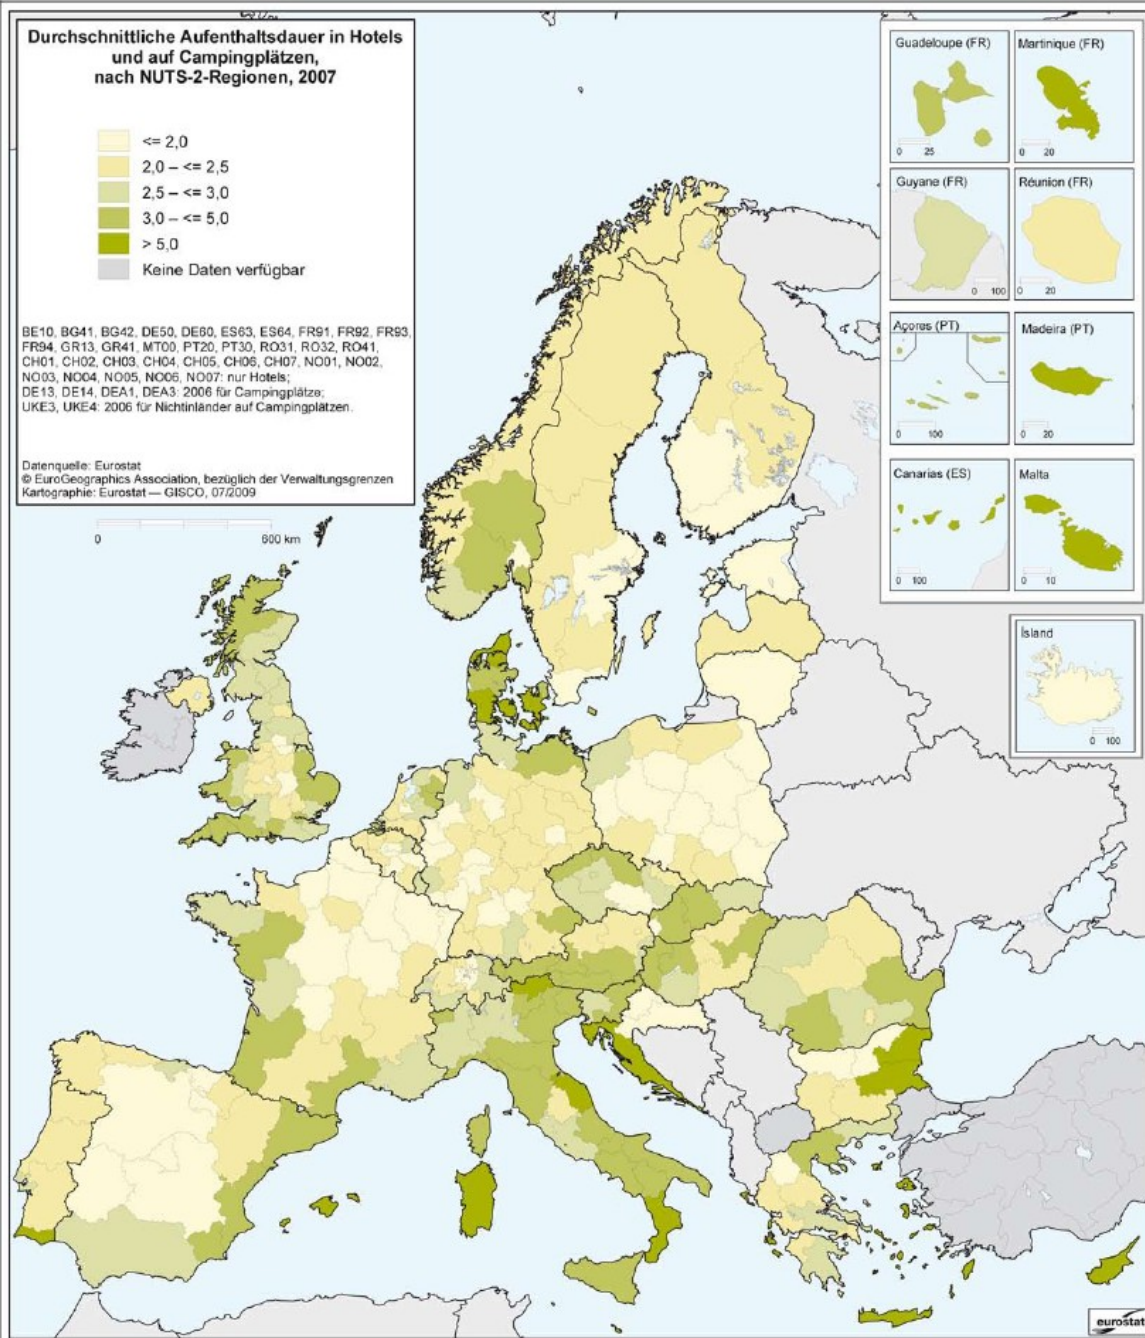 Durchschnittliche Aufenthaltsdauer in Hotels
und auf Campingplätzen,
nach NUTS-2-Regionen, 2007
<= 2,0
2,0 – <= 2,5
2,5 – <= 3,0
3,0 – <= 5,0
> 5,0
Keine Daten verfügbar
BE10, BG41, BG42, DE50, DE60, ES63, ES64, FR91, FR92, FR93,
FR94, GR13, GR41, MT00, PT20, PT30, RO31, RO32, RO41,
CH01, CH02, CH03, CH04, CH05, CH06, CH07, NO01, NO02,
NO03, NO04, NO05, NO06, NO07: nur Hotels;
DE13, DE14, DEA1, DEA3: 2006 für Campingplätze;
UKE3, UKE4: 2006 für Nichtinländer auf Campingplätzen.
Datenquelle: Eurostat
© EuroGeographics Association, bezüglich der Verwaltungsgrenzen
Kartographie: Eurostat — GISCO, 07/2009
0 600 km
Guadeloupe (FR)
0 25
Martinique (FR)
0 20
Guyane (FR)
0 100
Réunion (FR)
0 20
Açores (PT)
0 100
Madeira (PT)
0 20
Canarias (ES)
0 100
Malta
0 10
Ísland
0 100
eurostat